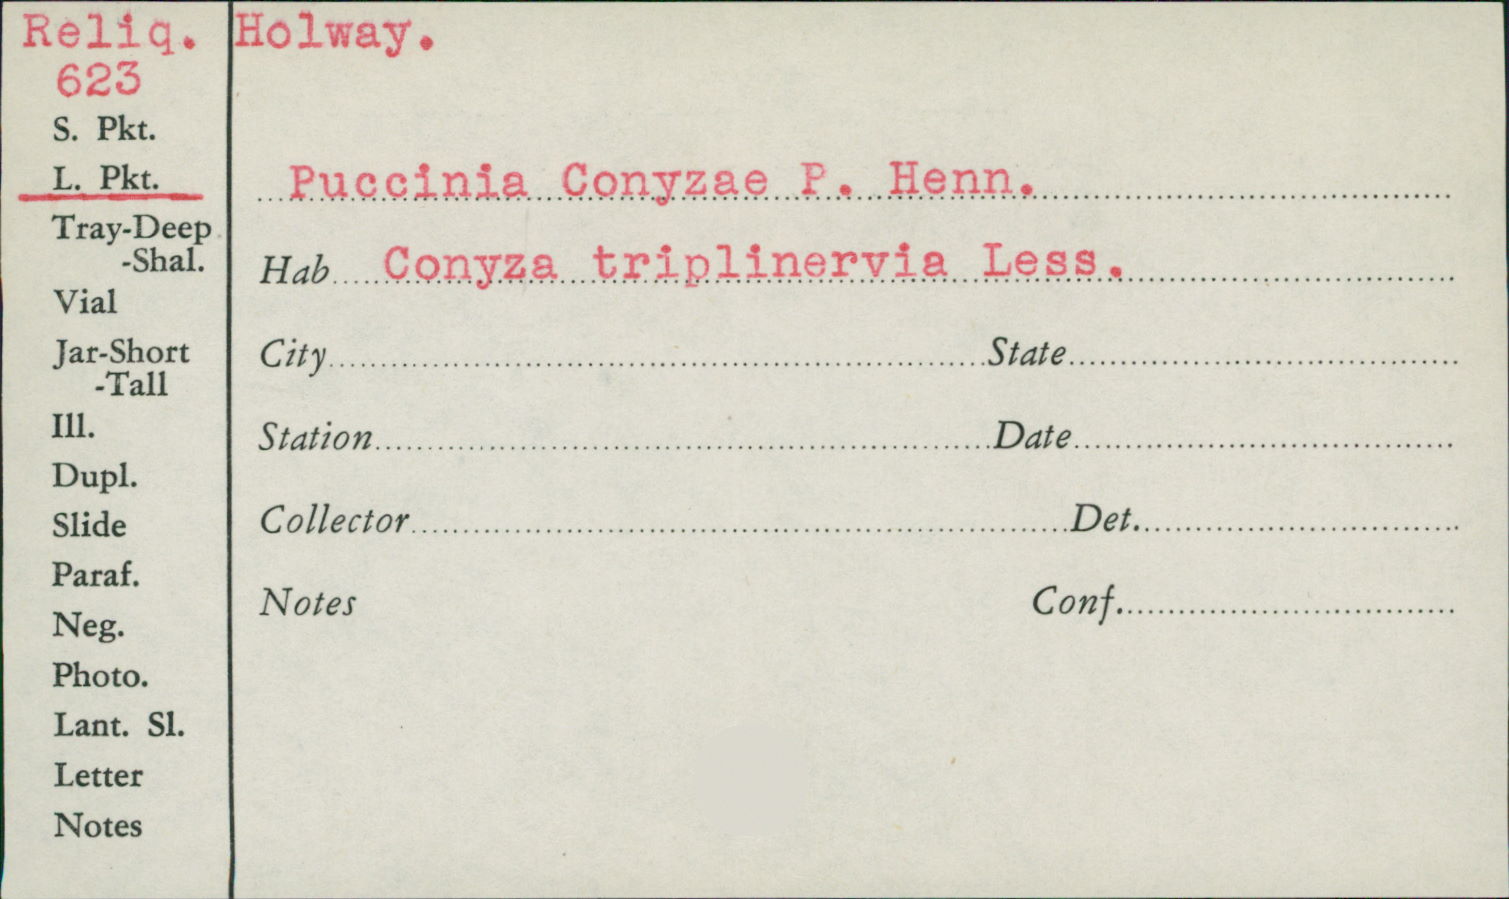 Reliq. Holway.
623
S. Pkt.
L. Pkt.
Tray-Deep
-Shal.
Vial
Jar-Short
-Tall
Ill.
Dupl.
Slide
Paraf.
Neg.
Photo.
Lant. Sl.
Letter
Notes
Puccinia Conyzae P. Henn.
Hab Conyza triplinervia Less.
City State
Station Date
Collector Det.
Notes Conf.